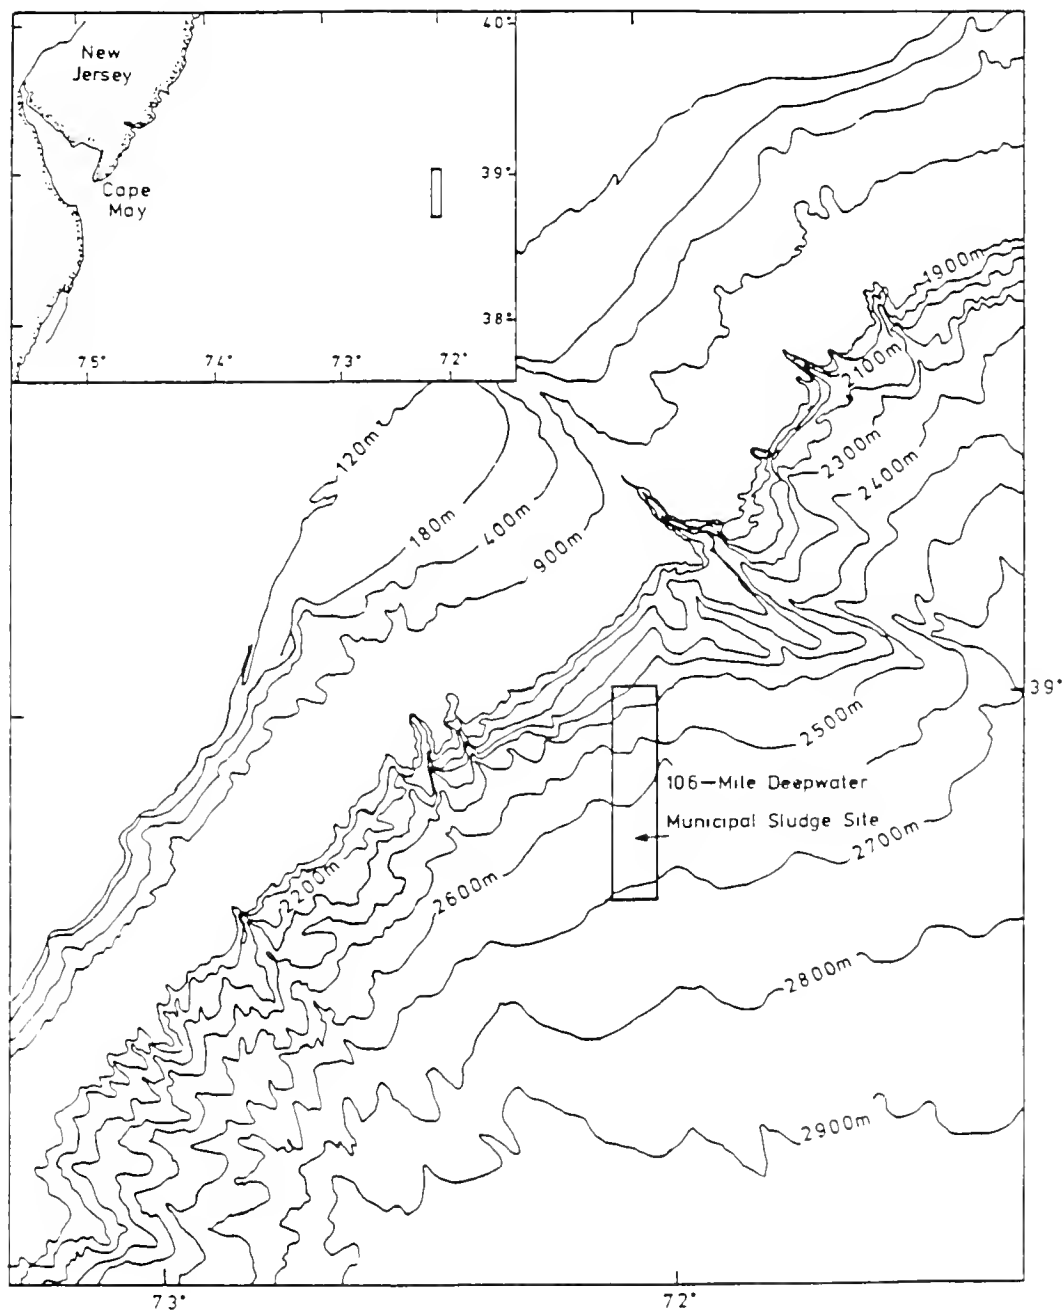 40°
New
Jersey
39°
Cape
May
38°
75°
74°
73°
72°
1900m
2100m
120m
2300m
2400m
180m
400m
900m
39°
2500m
106—Mile Deepwater
Municipal Sludge Site
2700m
2200m
2600m
2800m
2900m
73°
72°